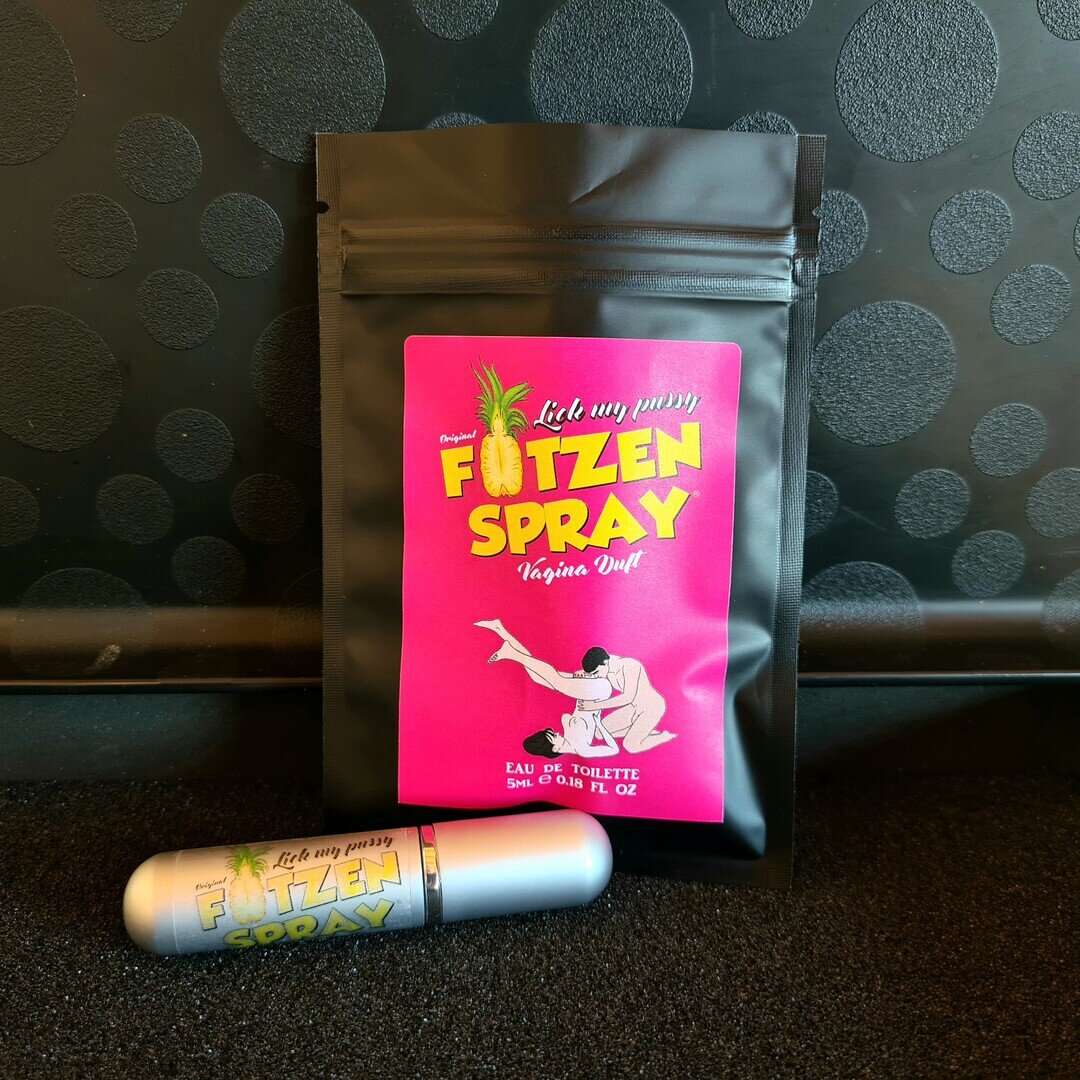 Lick my pussy
Original
FOTZEN
SPRAY®
Vagina Duft
EAU DE TOILETTE
5ML ℮ 0.18 FL OZ
Lick my pussy
Original
FOTZEN
SPRAY